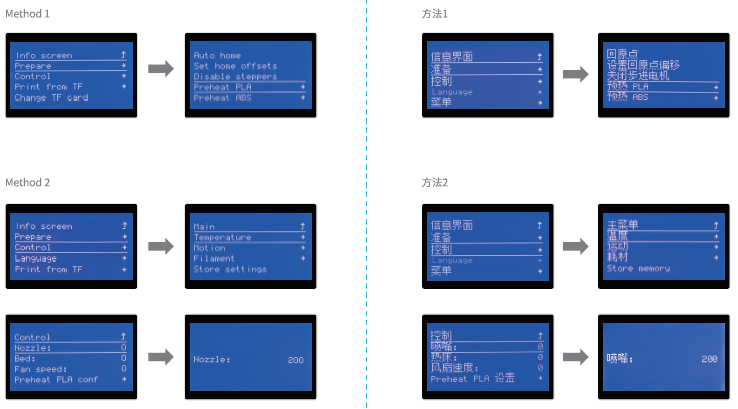 Method 1
Info screen
Prepare
Control
Print from TF
Change TF card
Auto home
Set home offsets
Disable steppers
Preheat PLA
Preheat ABS
Method 2
Info screen
Prepare
Control
Language
Print from TF
Main
Temperature
Motion
Filament
Store settings
Control
Nozzle: 0
Bed: 0
Fan speed: 0
Preheat PLA conf
Nozzle: 200
方法1
信息界面
准备
控制
Language
菜单
回原点
设置回原点偏移
关闭步进电机
预热 PLA
预热 ABS
方法2
信息界面
准备
控制
Language
菜单
主菜单
温度
运动
耗材
Store memory
控制
喷嘴: 0
热床: 0
风扇速度: 0
Preheat PLA 设置
喷嘴: 200